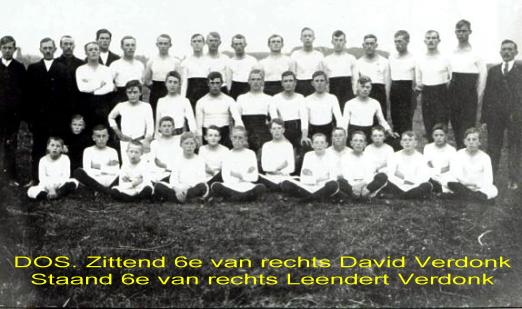 DOS. Zittend 6e van rechts David Verdonk
Staand 6e van rechts Leendert Verdonk